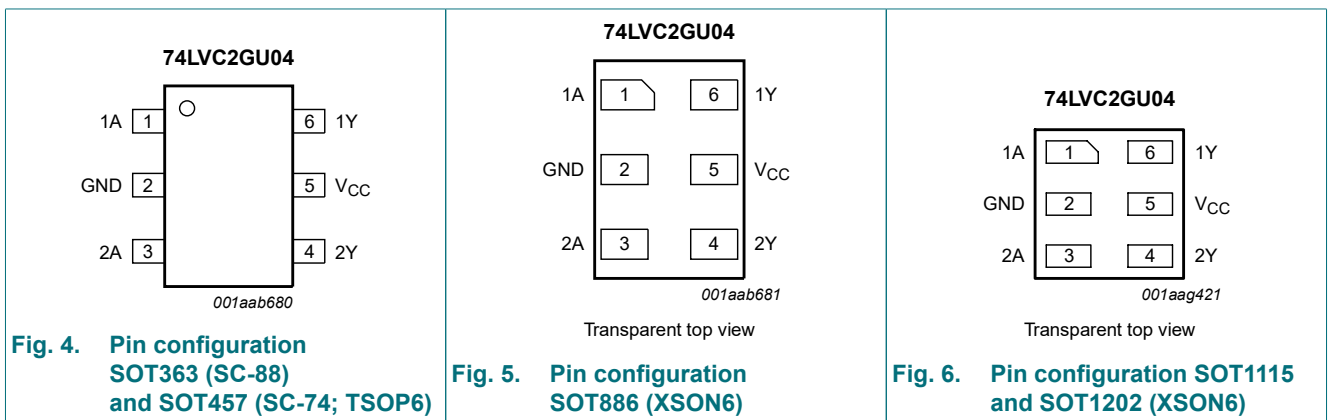 74LVC2GU04
1A 1 6 1Y
GND 2 5 VCC
2A 3 4 2Y
001aab680
Fig. 4. Pin configuration
SOT363 (SC-88)
and SOT457 (SC-74; TSOP6)
74LVC2GU04
1A 1 6 1Y
GND 2 5 VCC
2A 3 4 2Y
001aab681
Transparent top view
Fig. 5. Pin configuration
SOT886 (XSON6)
74LVC2GU04
1A 1 6 1Y
GND 2 5 VCC
2A 3 4 2Y
001aag421
Transparent top view
Fig. 6. Pin configuration SOT1115
and SOT1202 (XSON6)